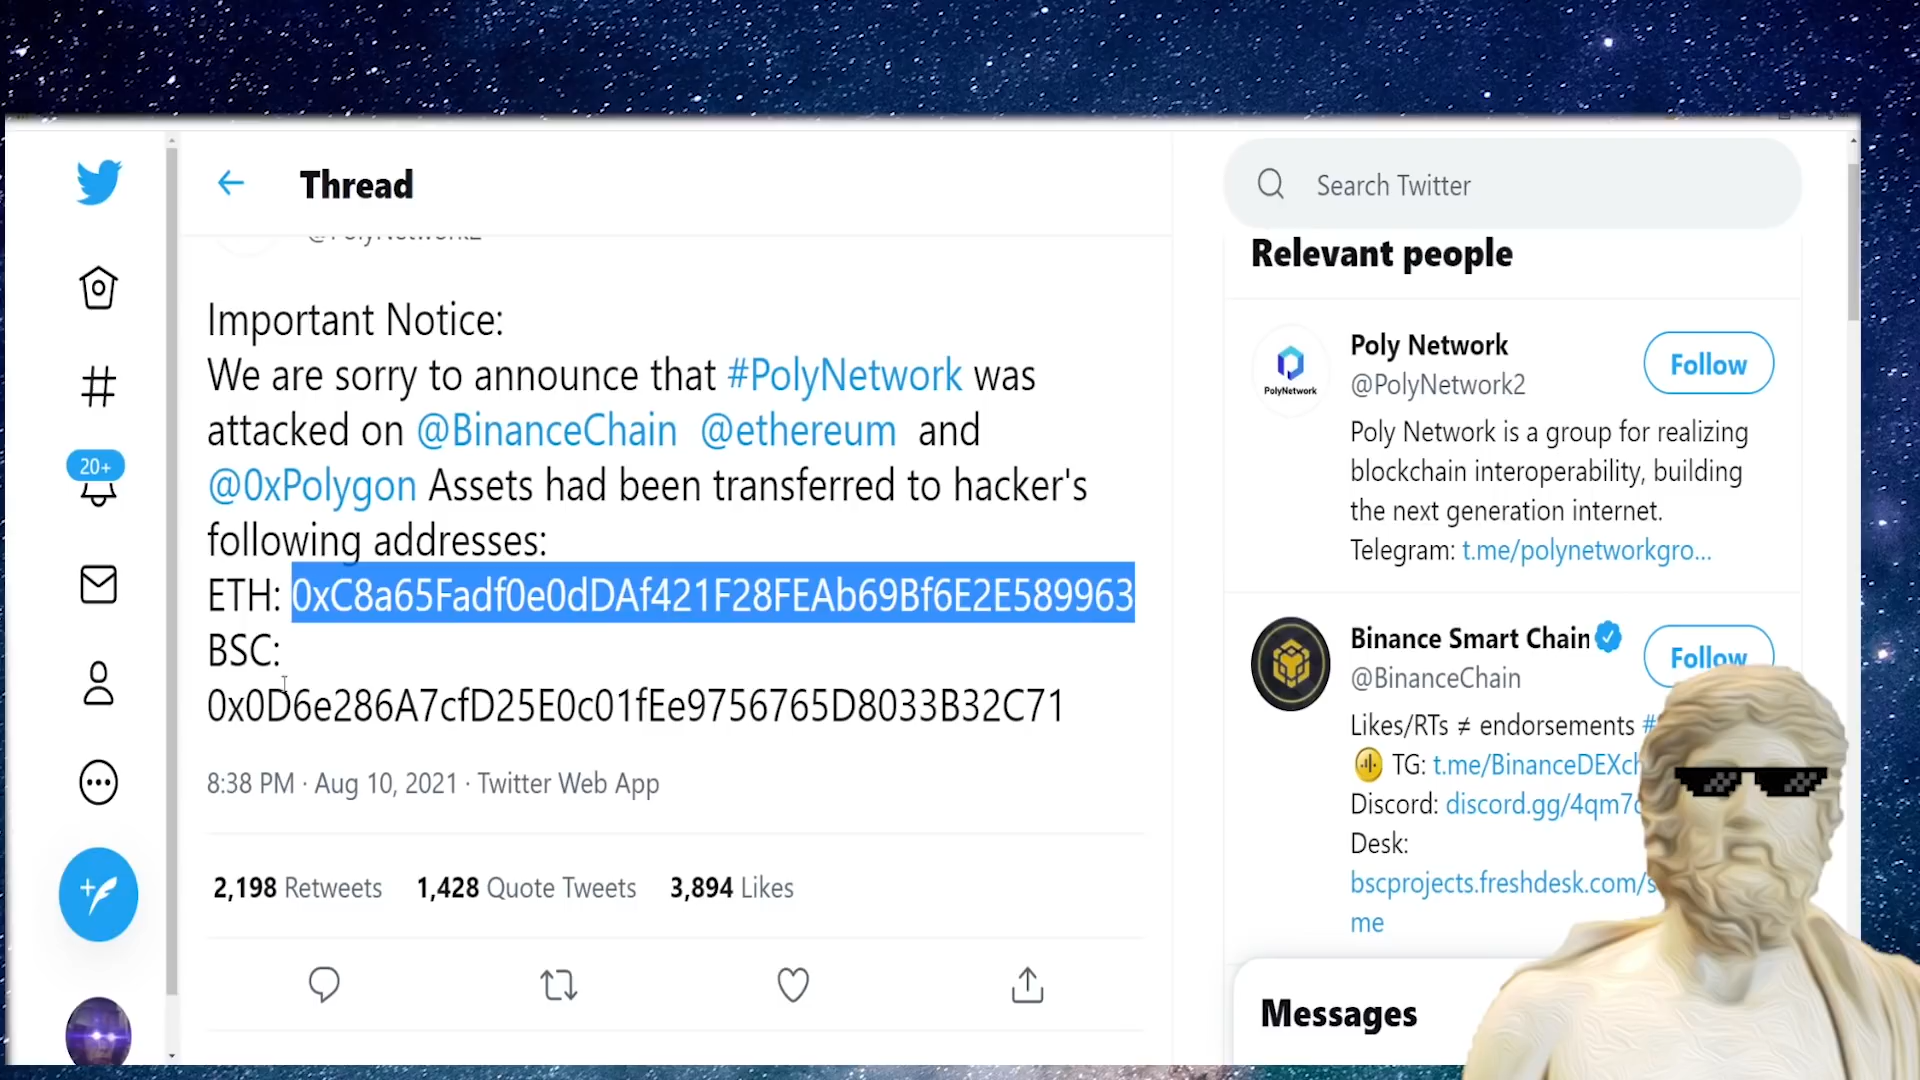 Thread
Search Twitter
@PolyNetwork2
Important Notice:
We are sorry to announce that #PolyNetwork was
attacked on @BinanceChain @ethereum and
@0xPolygon Assets had been transferred to hacker's
following addresses:
ETH: 0xC8a65Fadf0e0dDAf421F28FEAb69Bf6E2E589963
BSC:
0x0D6e286A7cfD25E0c01fEe9756765D8033B32C71
8:38 PM · Aug 10, 2021 · Twitter Web App
2,198 Retweets 1,428 Quote Tweets 3,894 Likes
20+
Relevant people
PolyNetwork
Poly Network
@PolyNetwork2
Follow
Poly Network is a group for realizing
blockchain interoperability, building
the next generation internet.
Telegram: t.me/polynetworkgro...
Binance Smart Chain
@BinanceChain
Follow
Likes/RTs ≠ endorsements #
TG: t.me/BinanceDEXch
Discord: discord.gg/4qm7
Desk:
bscprojects.freshdesk.com/s
me
Messages